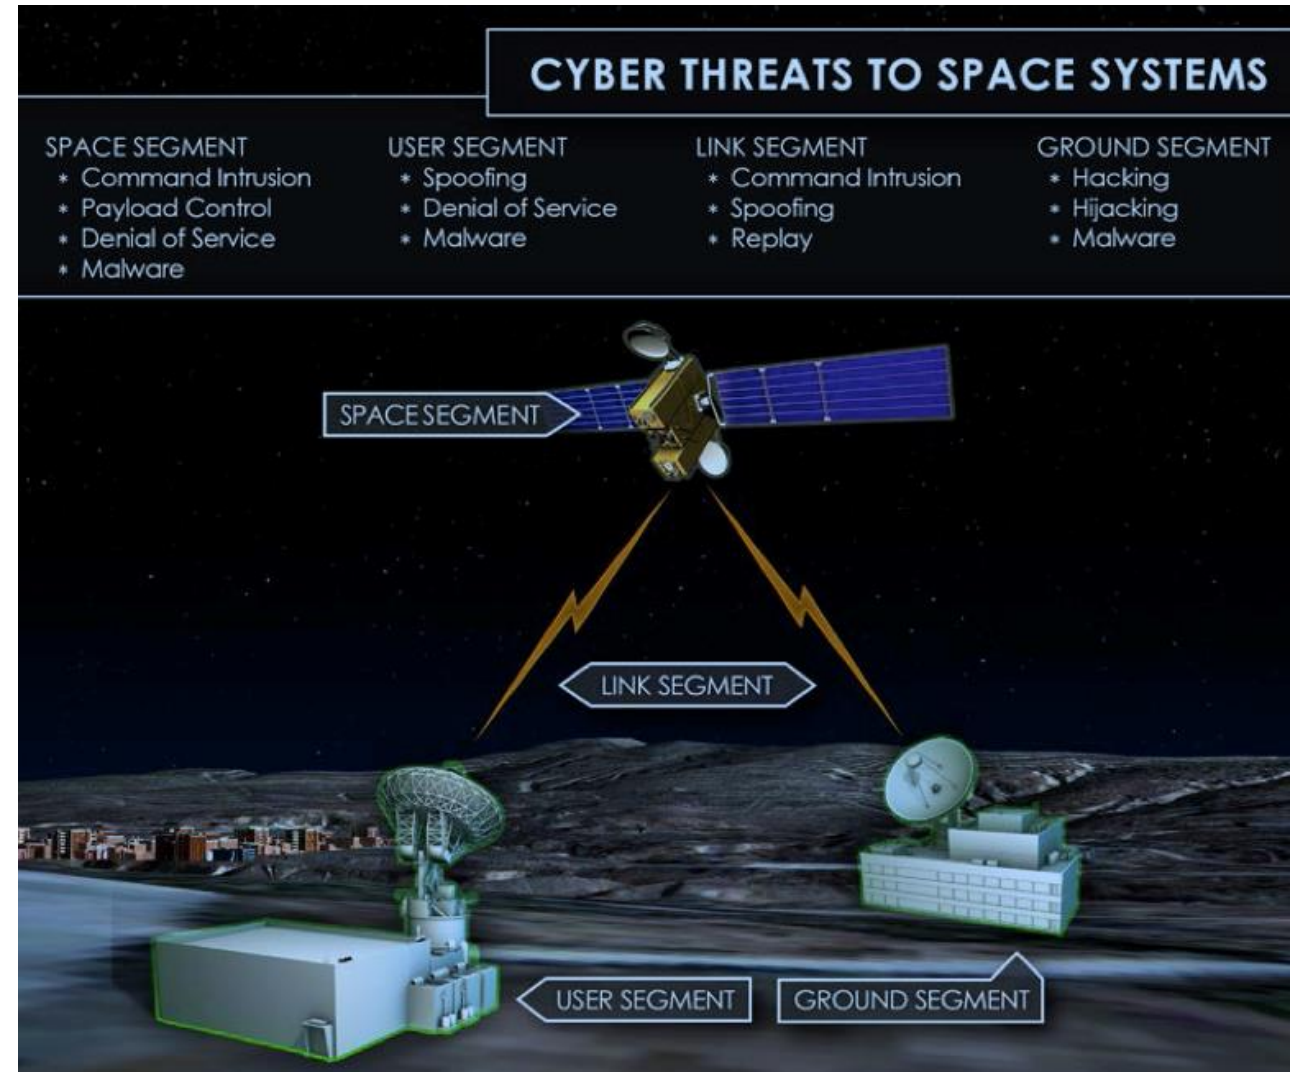 CYBER THREATS TO SPACE SYSTEMS
SPACE SEGMENT
* Command Intrusion
* Payload Control
* Denial of Service
* Malware
USER SEGMENT
* Spoofing
* Denial of Service
* Malware
LINK SEGMENT
* Command Intrusion
* Spoofing
* Replay
GROUND SEGMENT
* Hacking
* Hijacking
* Malware
SPACE SEGMENT
LINK SEGMENT
USER SEGMENT
GROUND SEGMENT